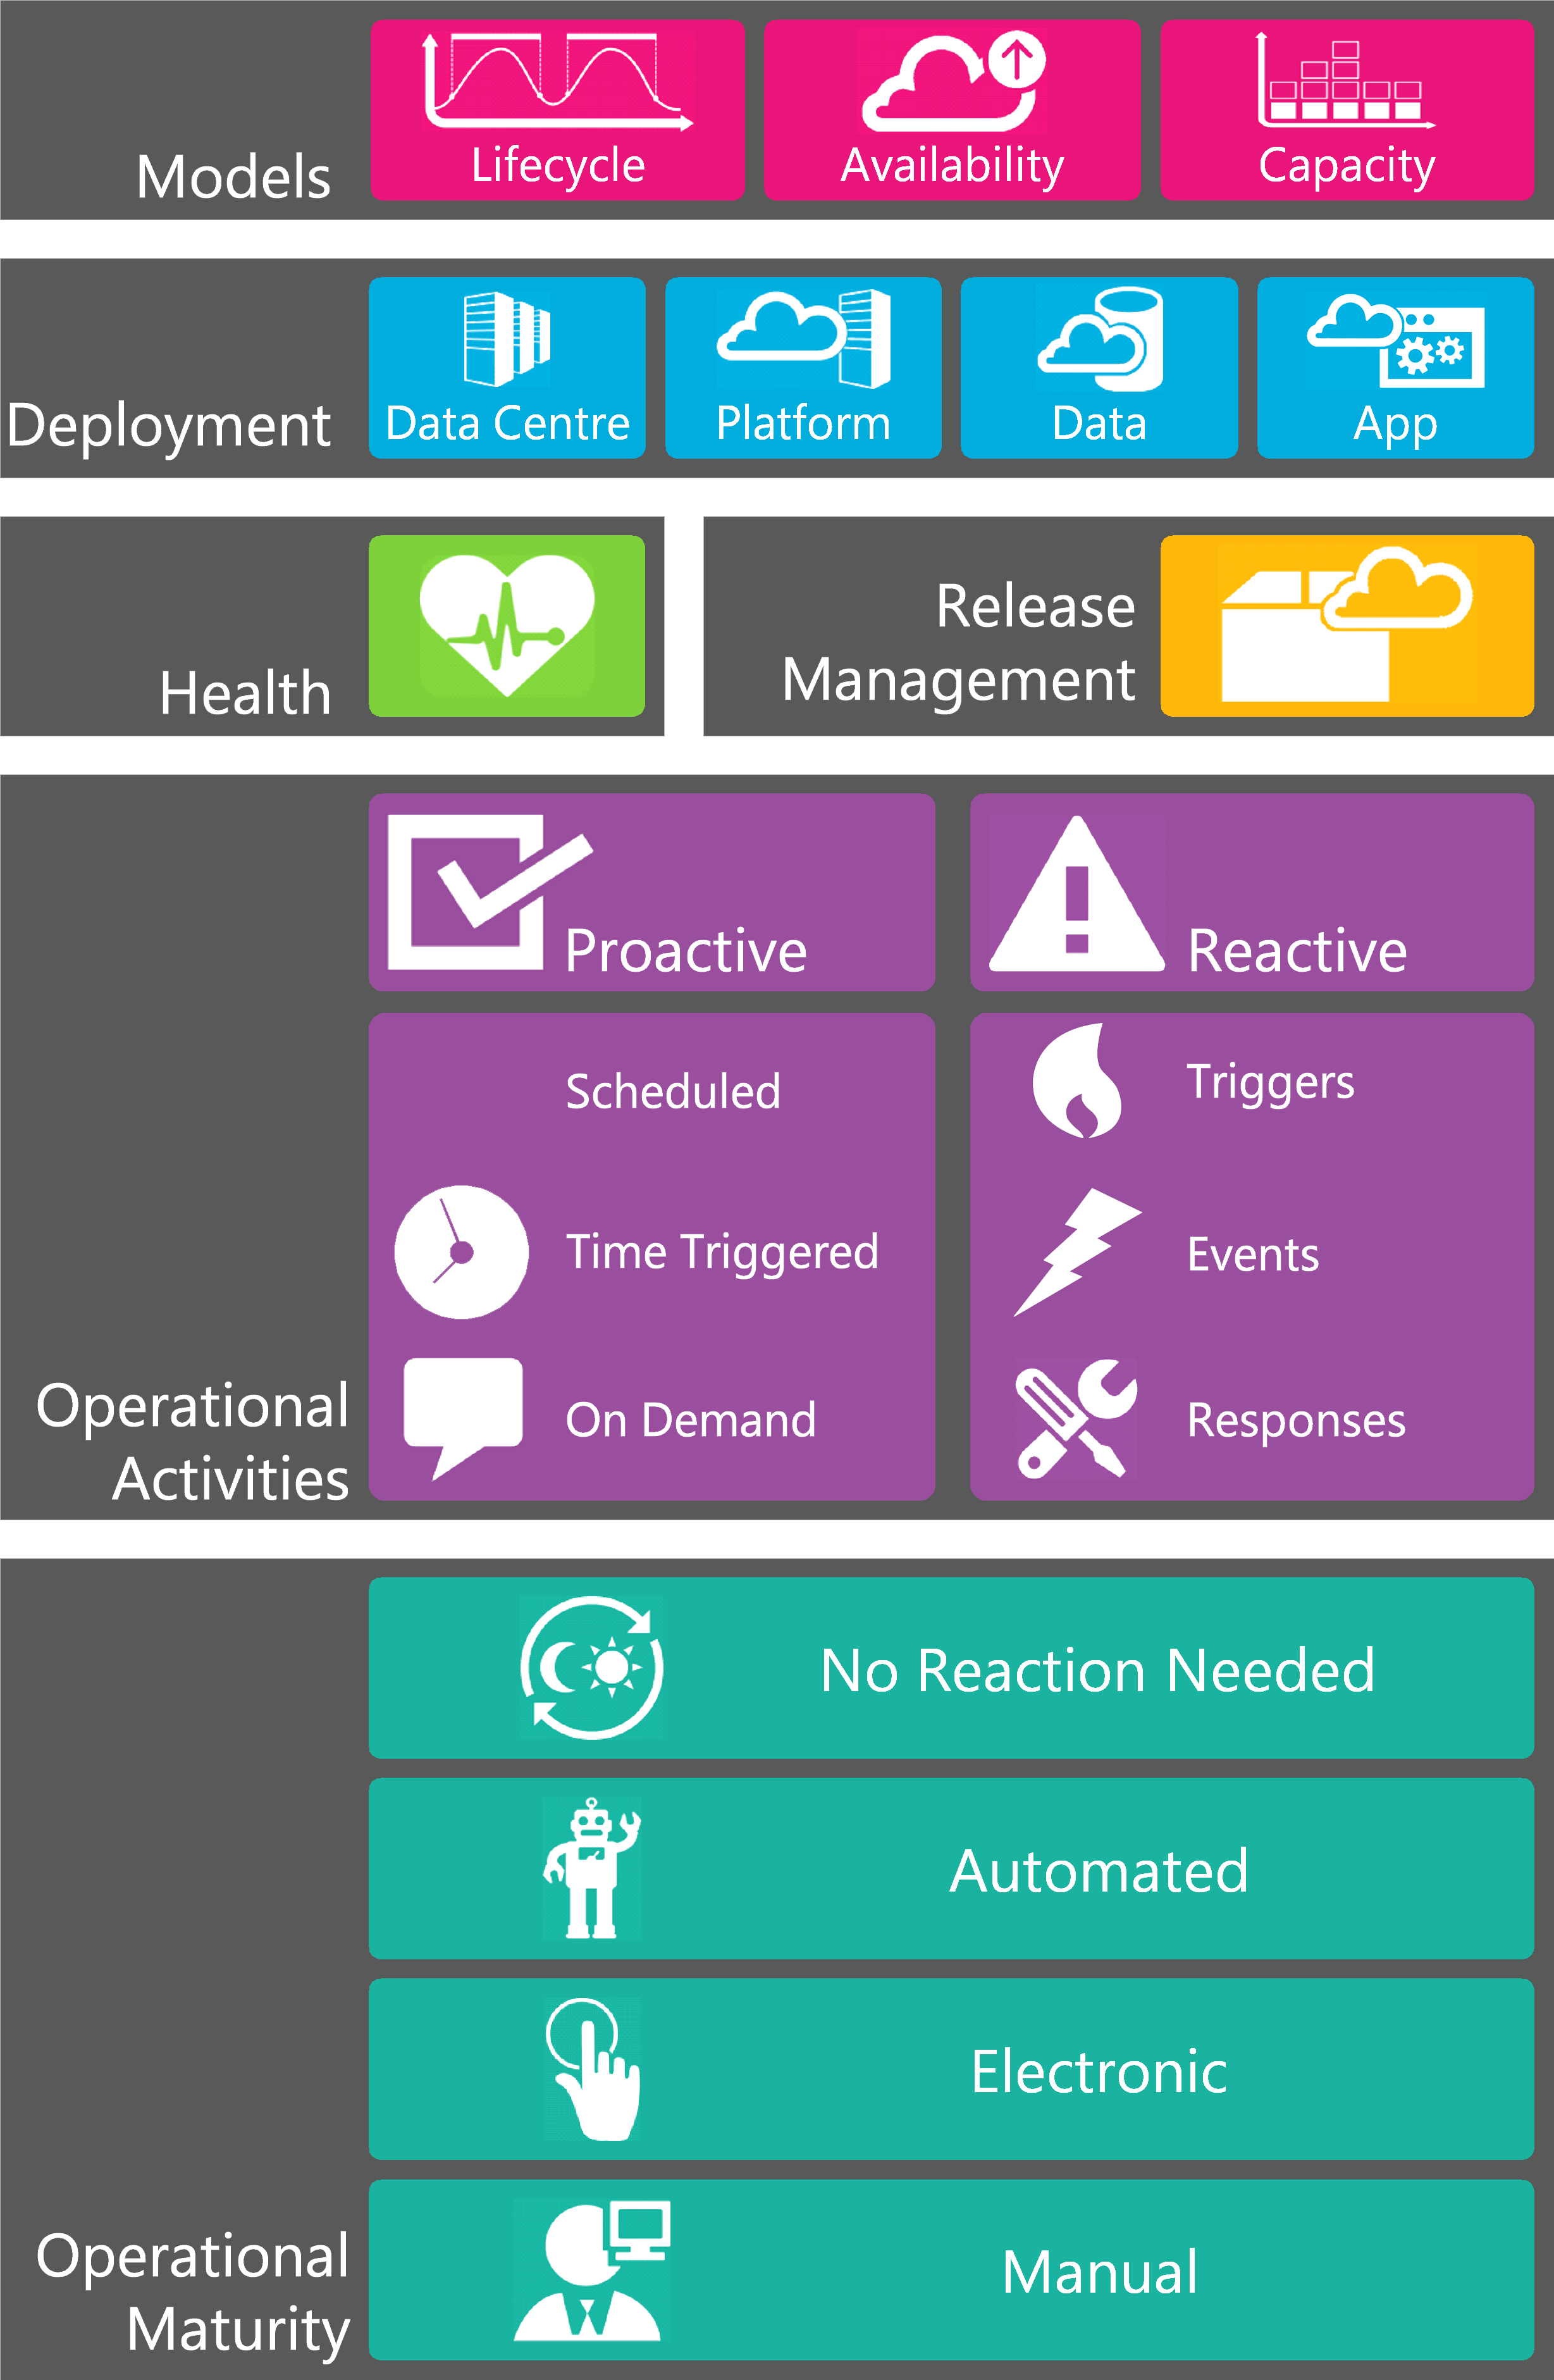 Models
Lifecycle
Availability
Capacity
Deployment
Data Centre
Platform
Data
App
Health
Release
Management
Operational
Activities
Proactive
Scheduled
Time Triggered
On Demand
Reactive
Triggers
Events
Responses
Operational
Maturity
No Reaction Needed
Automated
Electronic
Manual